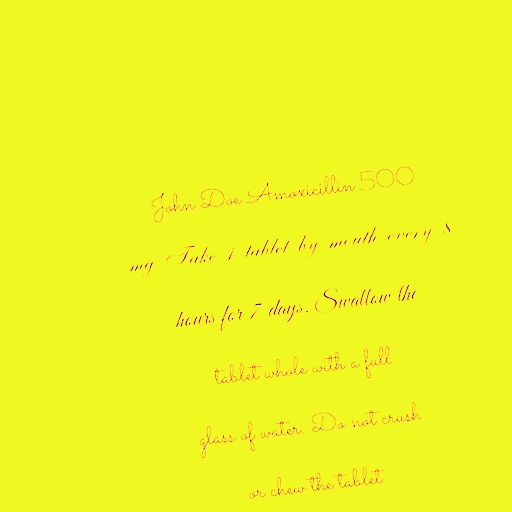 John Doe Amoxicillin 500
mg Take 1 tablet by mouth every 8
hours for 7 days. Swallow the
tablet whole with a full
glass of water. Do not crush
or chew the tablet.